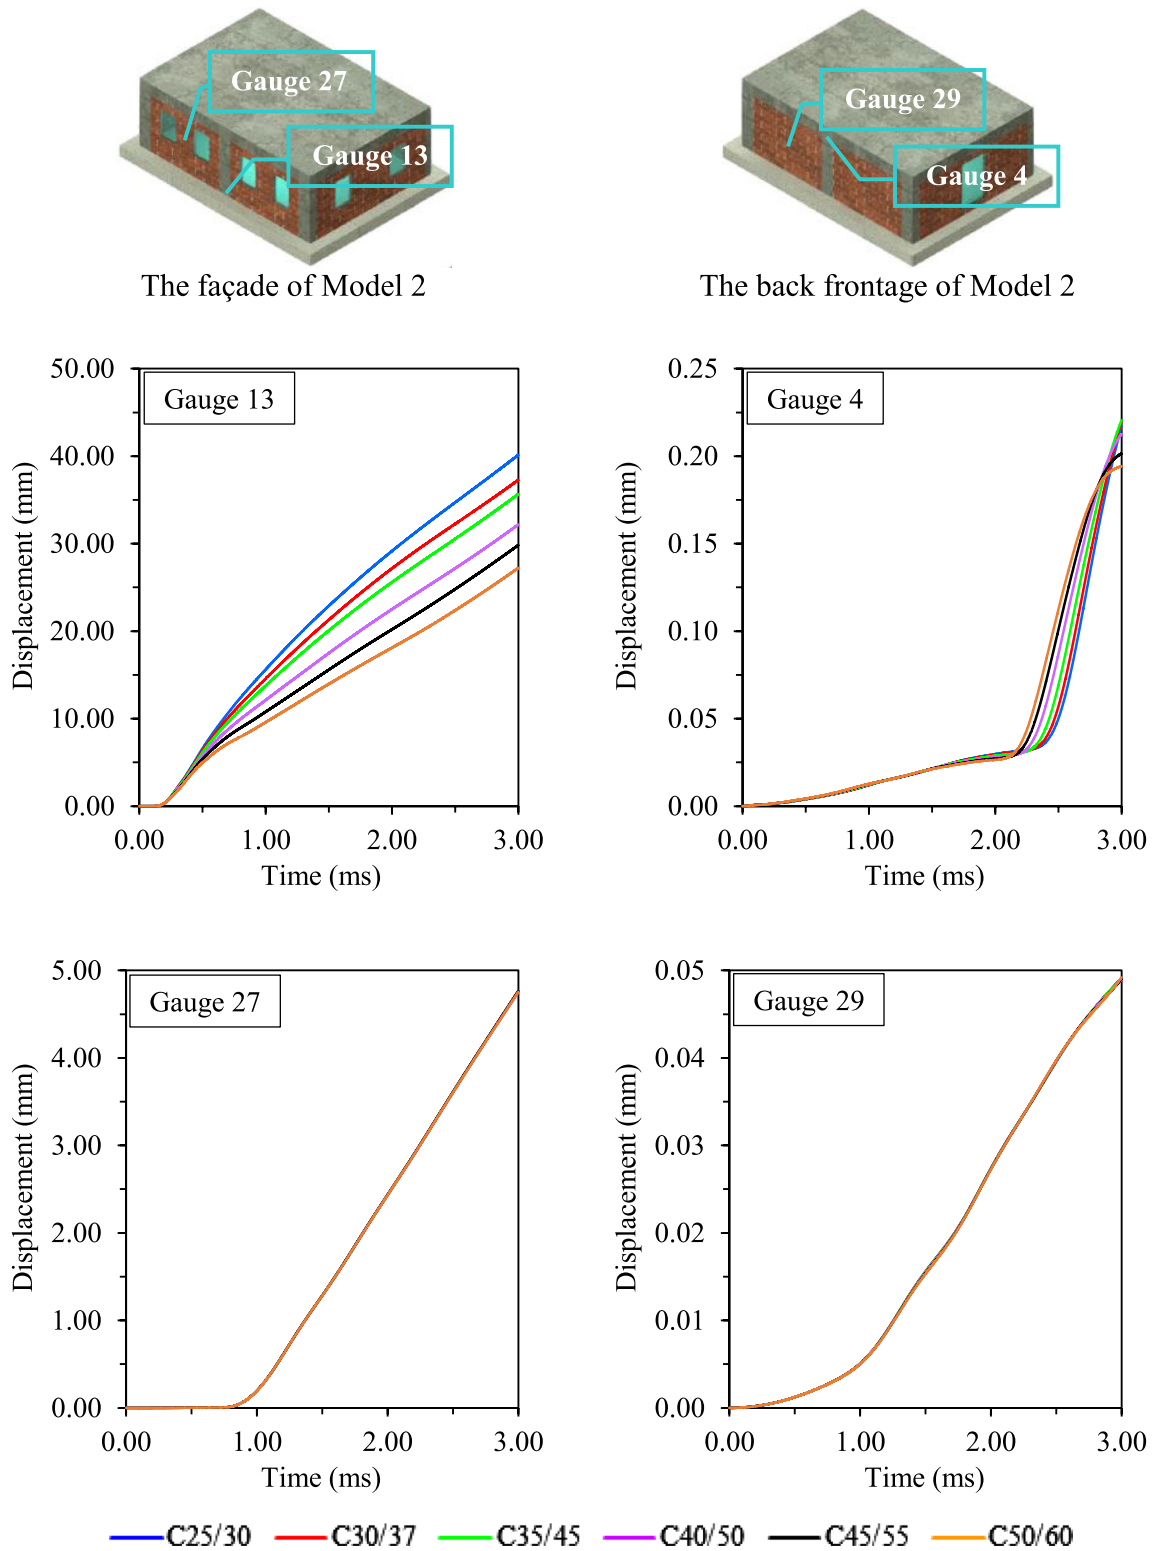 Gauge 27
Gauge 13
Gauge 29
Gauge 4
The façade of Model 2
The back frontage of Model 2
50.00
40.00
30.00
20.00
10.00
0.00
Displacement (mm)
Gauge 13
0.00 1.00 2.00 3.00
Time (ms)
0.25
0.20
0.15
0.10
0.05
0.00
Displacement (mm)
Gauge 4
0.00 1.00 2.00 3.00
Time (ms)
5.00
4.00
3.00
2.00
1.00
0.00
Displacement (mm)
Gauge 27
0.00 1.00 2.00 3.00
Time (ms)
0.05
0.04
0.03
0.02
0.01
0.00
Displacement (mm)
Gauge 29
0.00 1.00 2.00 3.00
Time (ms)
C25/30 C30/37 C35/45 C40/50 C45/55 C50/60